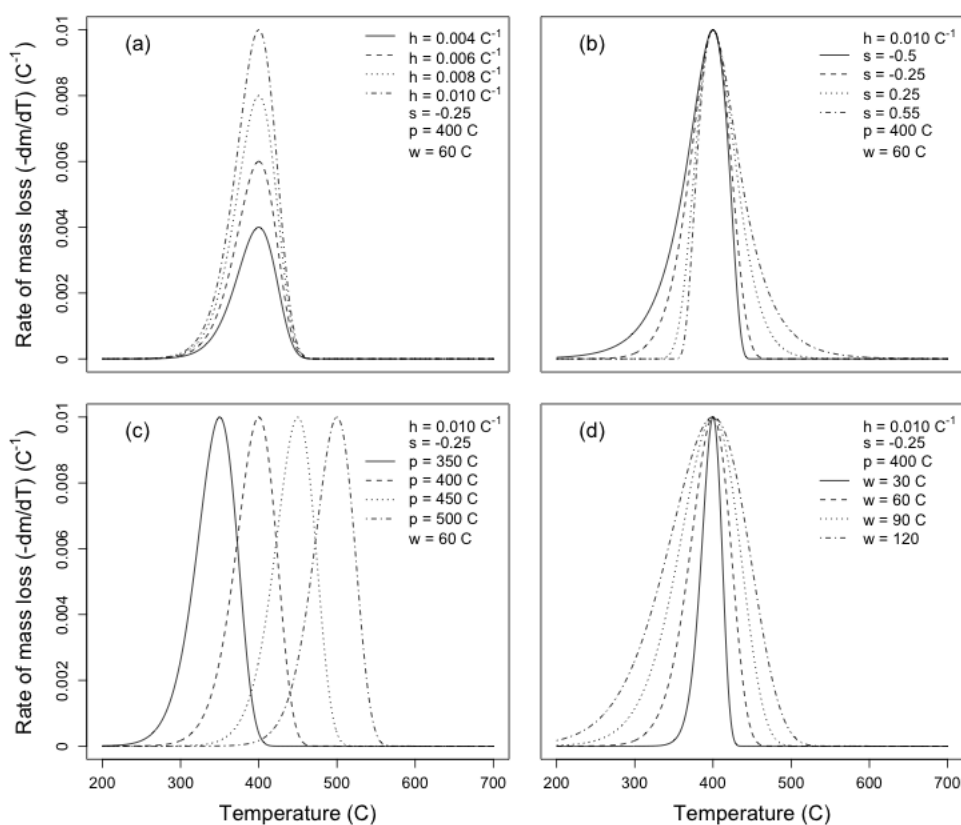 (a)
h = 0.004 C⁻¹
h = 0.006 C⁻¹
h = 0.008 C⁻¹
h = 0.010 C⁻¹
s = -0.25
p = 400 C
w = 60 C
Rate of mass loss (-dm/dT) (C⁻¹)
0.01
0.008
0.006
0.004
0.002
0
(b)
h = 0.010 C⁻¹
s = -0.5
s = -0.25
s = 0.25
s = 0.55
p = 400 C
w = 60 C
(c)
h = 0.010 C⁻¹
s = -0.25
p = 350 C
p = 400 C
p = 450 C
p = 500 C
w = 60 C
Rate of mass loss (-dm/dT) (C⁻¹)
0.01
0.008
0.006
0.004
0.002
0
200 300 400 500 600 700
Temperature (C)
(d)
h = 0.010 C⁻¹
s = -0.25
p = 400 C
w = 30 C
w = 60 C
w = 90 C
w = 120
200 300 400 500 600 700
Temperature (C)